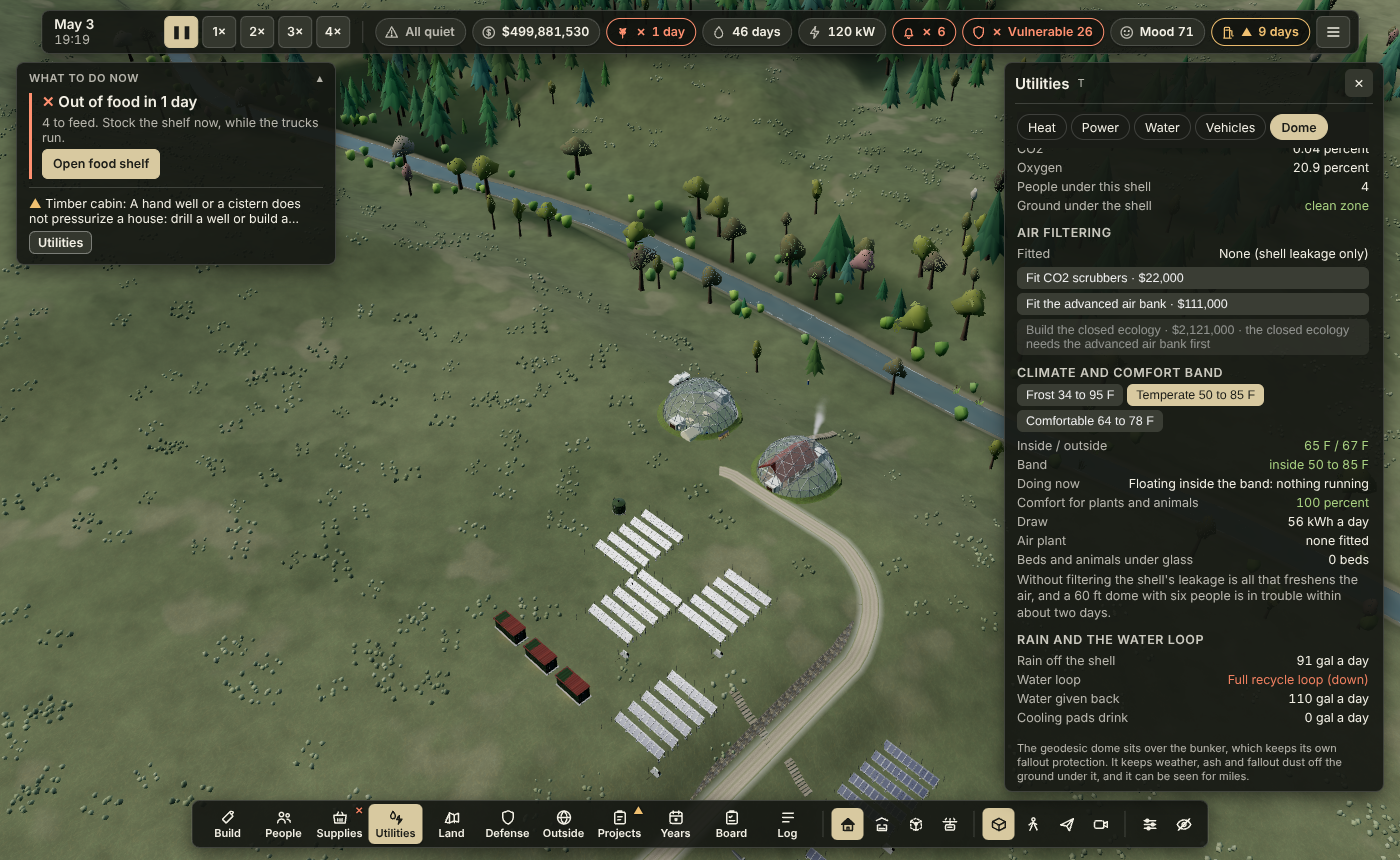 May 3
19:19
1×
2×
3×
4×
All quiet
$499,881,530
× 1 day
46 days
120 kW
× 6
× Vulnerable 26
Mood 71
9 days
WHAT TO DO NOW
× Out of food in 1 day
4 to feed. Stock the shelf now, while the trucks
run.
Open food shelf
Timber cabin: A hand well or a cistern does
not pressurize a house: drill a well or build a...
Utilities
Utilities T
Heat
Power
Water
Vehicles
Dome
CO2 0.04 percent
Oxygen 20.9 percent
People under this shell 4
Ground under the shell clean zone
AIR FILTERING
Fitted None (shell leakage only)
Fit CO2 scrubbers · $22,000
Fit the advanced air bank · $111,000
Build the closed ecology · $2,121,000 · the closed ecology
needs the advanced air bank first
CLIMATE AND COMFORT BAND
Frost 34 to 95 F
Temperate 50 to 85 F
Comfortable 64 to 78 F
Inside / outside 65 F / 67 F
Band inside 50 to 85 F
Doing now Floating inside the band: nothing running
Comfort for plants and animals 100 percent
Draw 56 kWh a day
Air plant none fitted
Beds and animals under glass 0 beds
Without filtering the shell's leakage is all that freshens the
air, and a 60 ft dome with six people is in trouble within
about two days.
RAIN AND THE WATER LOOP
Rain off the shell 91 gal a day
Water loop Full recycle loop (down)
Water given back 110 gal a day
Cooling pads drink 0 gal a day
The geodesic dome sits over the bunker, which keeps its own
fallout protection. It keeps weather, ash and fallout dust off the
ground under it, and it can be seen for miles.
Build
People
Supplies
Utilities
Land
Defense
Outside
Projects
Years
Board
Log